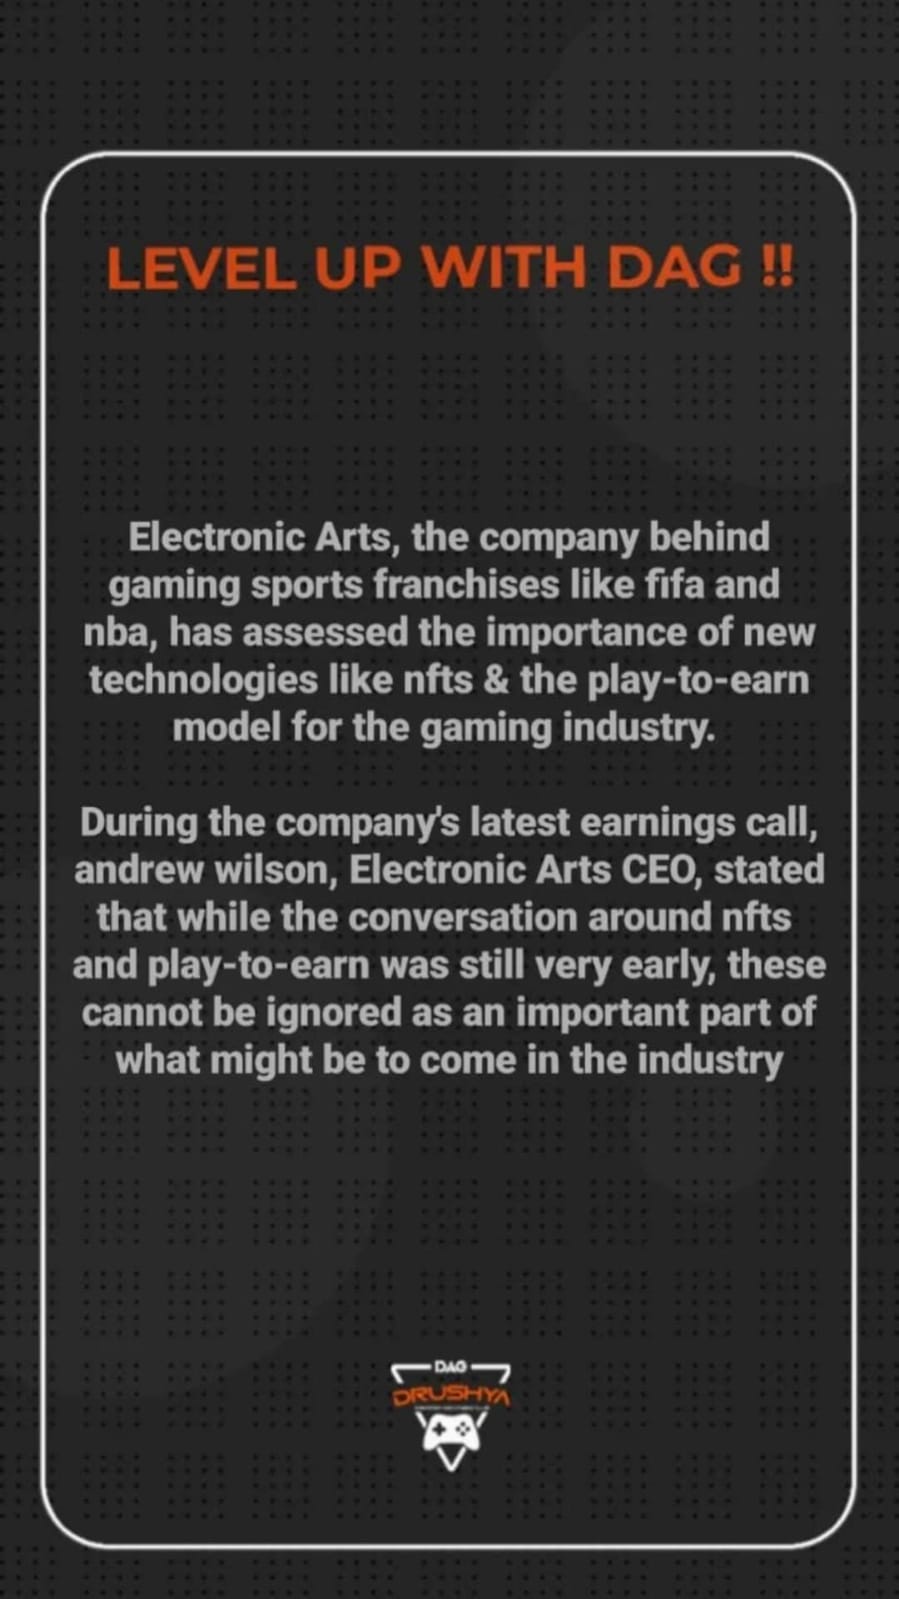 LEVEL UP WITH DAG !!
Electronic Arts, the company behind
gaming sports franchises like fifa and
nba, has assessed the importance of new
technologies like nfts & the play-to-earn
model for the gaming industry.
During the company's latest earnings call,
andrew wilson, Electronic Arts CEO, stated
that while the conversation around nfts
and play-to-earn was still very early, these
cannot be ignored as an important part of
what might be to come in the industry
DAG
DRUSHYA